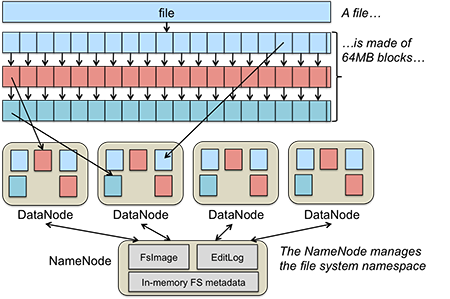 file
A file…
…is made of
64MB blocks…
DataNode DataNode DataNode DataNode
NameNode
FsImage
EditLog
In-memory FS metadata
The NameNode manages
the file system namespace